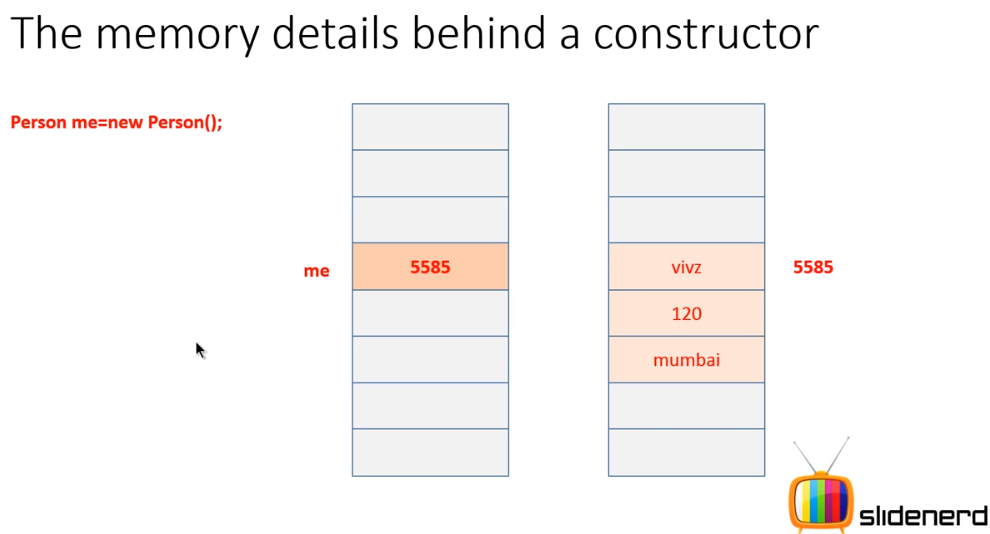 The memory details behind a constructor
Person me=new Person();
me
5585
vivz
5585
120
mumbai
slidenerd